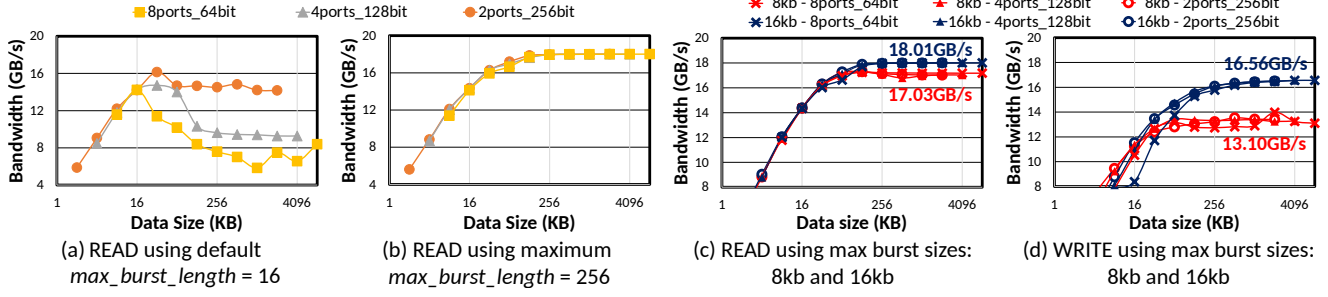 8ports_64bit 4ports_128bit 2ports_256bit
8kb - 8ports_64bit 8kb - 4ports_128bit 8kb - 2ports_256bit
16kb - 8ports_64bit 16kb - 4ports_128bit 16kb - 2ports_256bit
Bandwidth (GB/s)
20
16
12
8
4
1 16 256 4096
Data Size (KB)
(a) READ using default
max_burst_length = 16
Bandwidth (GB/s)
20
16
12
8
4
1 16 256 4096
Data Size (KB)
(b) READ using maximum
max_burst_length = 256
Bandwidth (GB/s)
20
18
16
14
12
10
8
18.01GB/s
17.03GB/s
1 16 256 4096
Data size (KB)
(c) READ using max burst sizes:
8kb and 16kb
Bandwidth (GB/s)
20
18
16
14
12
10
8
16.56GB/s
13.10GB/s
1 16 256 4096
Data size (KB)
(d) WRITE using max burst sizes:
8kb and 16kb